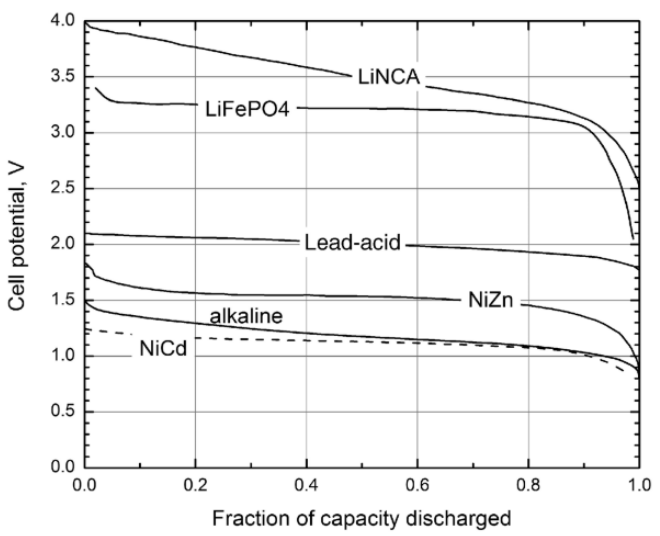 4.0
3.5
3.0
2.5
2.0
1.5
1.0
0.5
0.0
Cell potential, V
LiNCA
LiFePO4
Lead-acid
NiZn
alkaline
NiCd
0.0 0.2 0.4 0.6 0.8 1.0
Fraction of capacity discharged